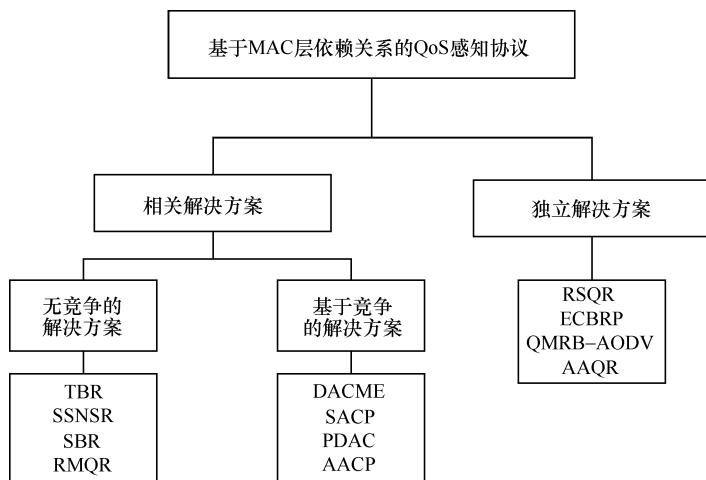 基于MAC层依赖关系的QoS感知协议
相关解决方案
独立解决方案
无竞争的
解决方案
基于竞争
的解决方案
RSQR
ECBRP
QMRB-AODV
AAQR
TBR
SSNSR
SBR
RMQR
DACME
SACP
PDAC
AACP